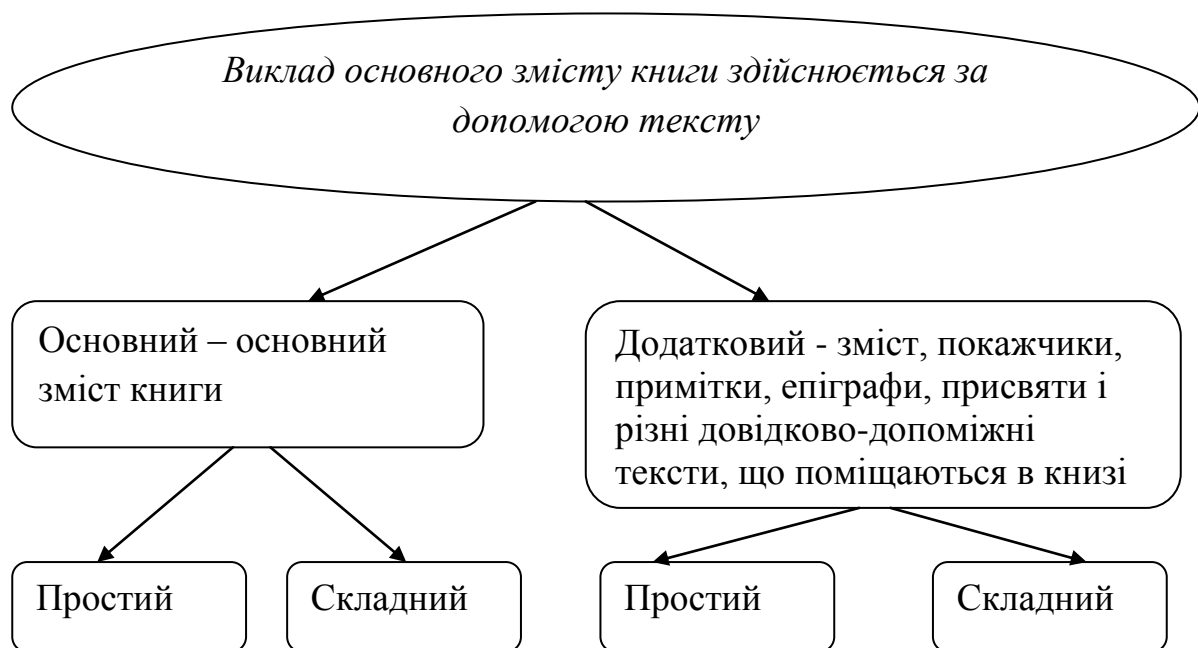 Виклад основного змісту книги здійснюється за
допомогою тексту
Основний – основний
зміст книги
Додатковий - зміст, покажчики,
примітки, епіграфи, присвяти і
різні довідково-допоміжні
тексти, що поміщаються в книзі
Простий
Складний
Простий
Складний